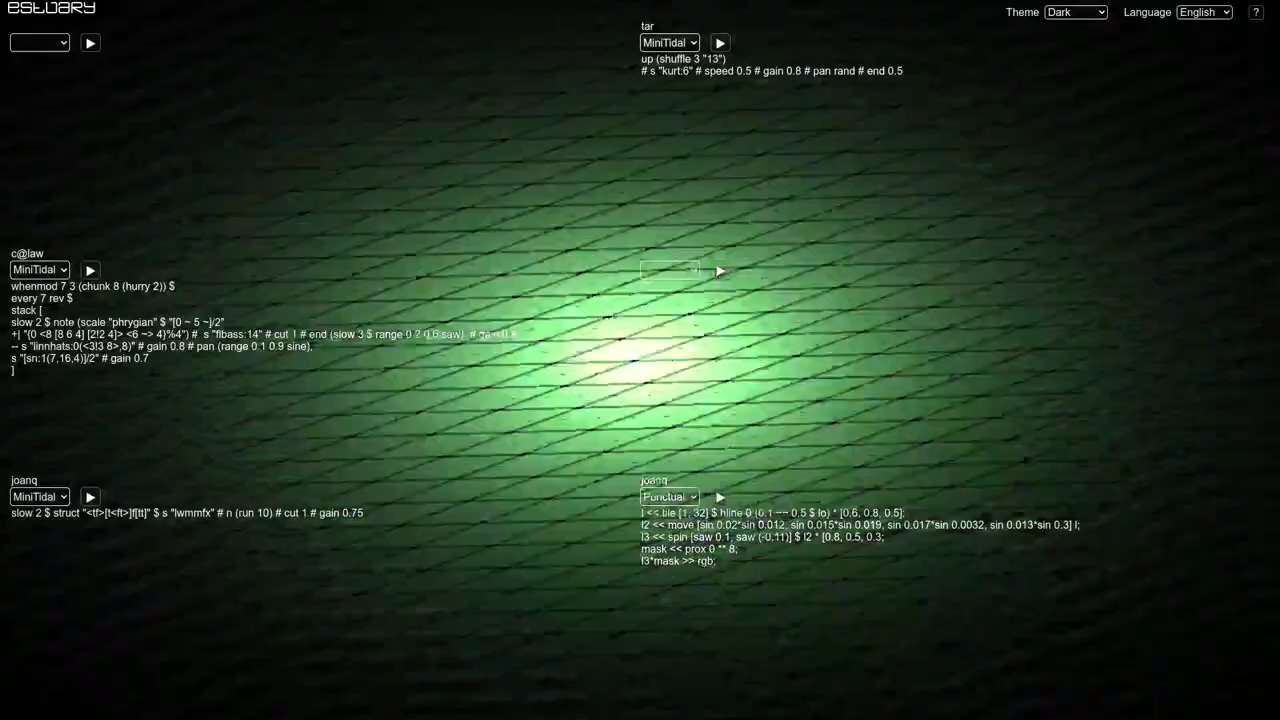 estuary
Theme Dark Language English ?
tar
MiniTidal
up (shuffle 3 "13")
# s "kurt:6" # speed 0.5 # gain 0.8 # pan rand # end 0.5
c@law
MiniTidal
whenmod 7 3 (chunk 8 (hurry 2)) $
every 7 rev $
stack [
slow 2 $ note (scale "phrygian" $ "[0 ~ 5 ~]/2"
+| "(0 <8 [8 6 4] [2!2 4]> <6 ~> 4)%4") # s "fibass:14" # cut 1 # end (slow 3 $ range 0.2 0.6 saw) # gain
-- s "linnhats:0(<3!3 8>,8)" # gain 0.8 # pan (range 0.1 0.9 sine),
s "[sn:1(7,16,4)]/2" # gain 0.7
]
joanq
MiniTidal
slow 2 $ struct "<tf>[t<ft>]f[tt]" $ s "lwmmfx" # n (run 10) # cut 1 # gain 0.75
joanq
Punctual
l << tile [1, 32] $ hline 0 (0.1 ~~ 0.5 $ lo) * [0.6, 0.8, 0.5];
l2 << move [sin 0.02*sin 0.012, sin 0.015*sin 0.019, sin 0.017*sin 0.0032, sin 0.013*sin 0.3] l;
l3 << spin [saw 0.1, saw (-0.11)] $ l2 * [0.8, 0.5, 0.3;
mask << prox 0 ** 8;
l3*mask >> rgb;